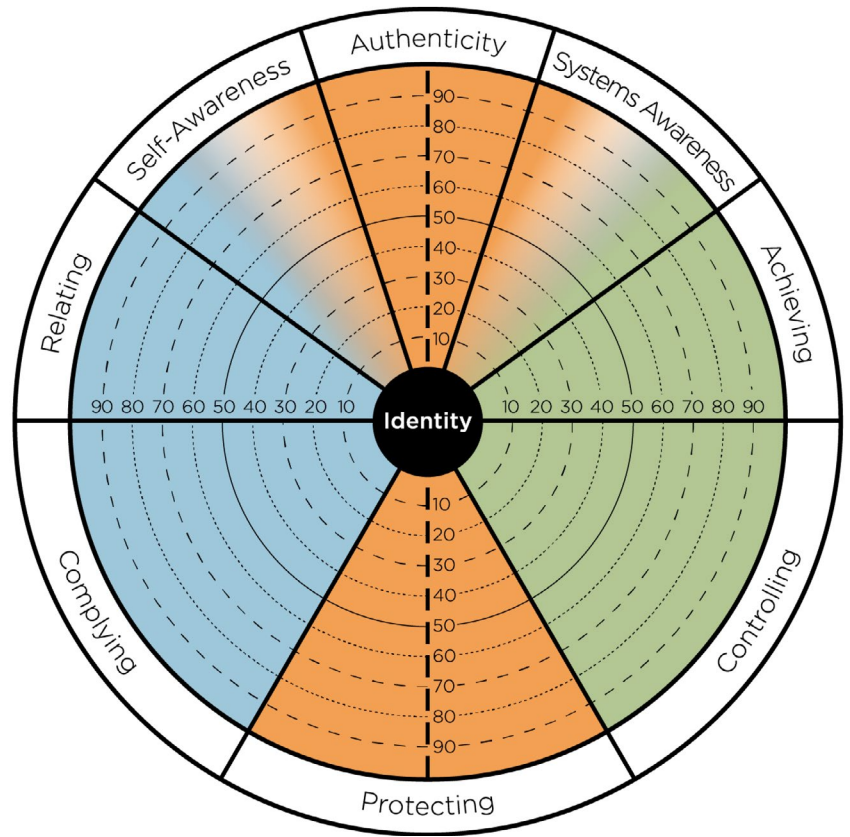 Authenticity
Self-Awareness
Systems Awareness
Relating
Achieving
90
80
70
60
50
40
30
20
10
90 80 70 60 50 40 30 20 10
Identity
10 20 30 40 50 60 70 80 90
10
20
30
40
50
60
70
80
90
Complying
Controlling
Protecting